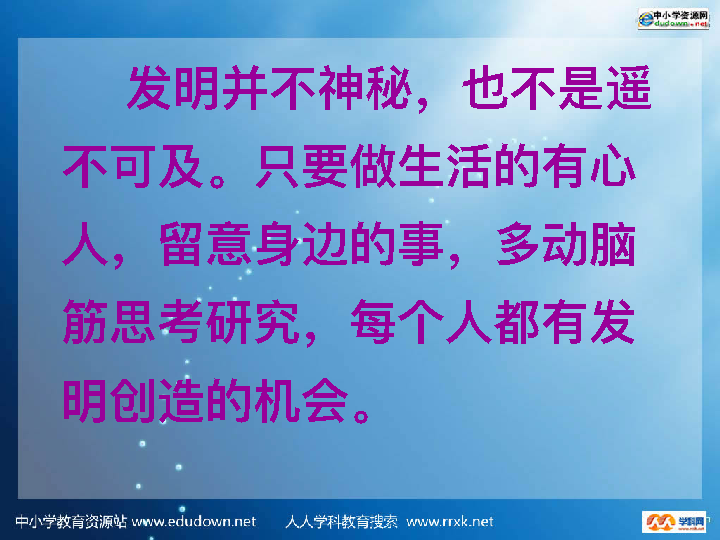 中小学资源网
edudown.net
发明并不神秘，也不是遥
不可及。只要做生活的有心
人，留意身边的事，多动脑
筋思考研究，每个人都有发
明创造的机会。
中小学教育资源站 www.edudown.net 人人学科教育搜索 www.rrxk.net
学科网
www.rrxk.net